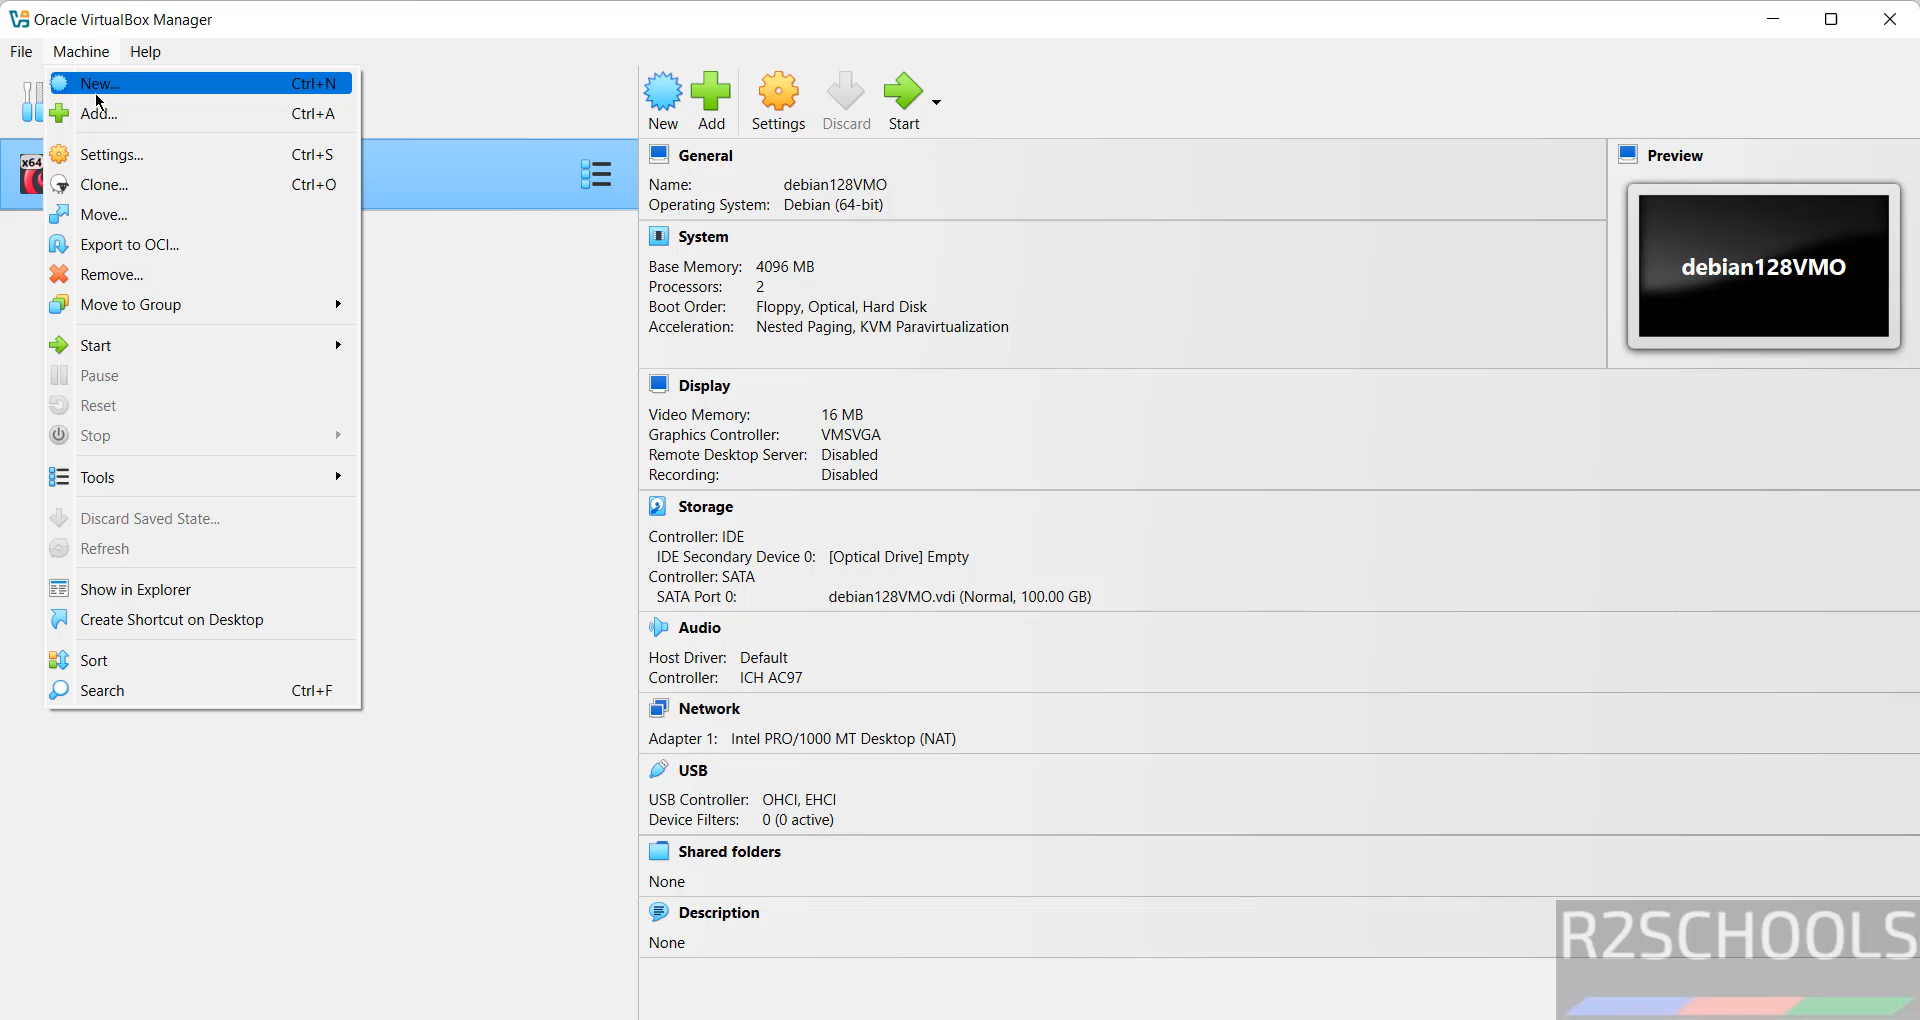 Oracle VirtualBox Manager
File Machine Help
New... Ctrl+N
Add... Ctrl+A
Settings... Ctrl+S
Clone... Ctrl+O
Move...
Export to OCI...
Remove...
Move to Group
Start
Pause
Reset
Stop
Tools
Discard Saved State...
Refresh
Show in Explorer
Create Shortcut on Desktop
Sort
Search Ctrl+F
x64
New Add Settings Discard Start
General
Name: debian128VMO
Operating System: Debian (64-bit)
System
Base Memory: 4096 MB
Processors: 2
Boot Order: Floppy, Optical, Hard Disk
Acceleration: Nested Paging, KVM Paravirtualization
Preview
debian128VMO
Display
Video Memory: 16 MB
Graphics Controller: VMSVGA
Remote Desktop Server: Disabled
Recording: Disabled
Storage
Controller: IDE
IDE Secondary Device 0: [Optical Drive] Empty
Controller: SATA
SATA Port 0: debian128VMO.vdi (Normal, 100.00 GB)
Audio
Host Driver: Default
Controller: ICH AC97
Network
Adapter 1: Intel PRO/1000 MT Desktop (NAT)
USB
USB Controller: OHCI, EHCI
Device Filters: 0 (0 active)
Shared folders
None
Description
None
R2SCHOOLS